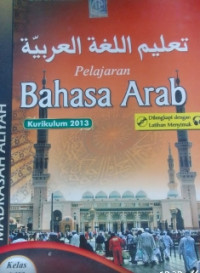 تعليم اللغة العربيّة
Pelajaran
Bahasa Arab
Kurikulum 2013
Dilengkapi dengan
Latihan Menyimak
MADRASAH ALIYAH
Kelas